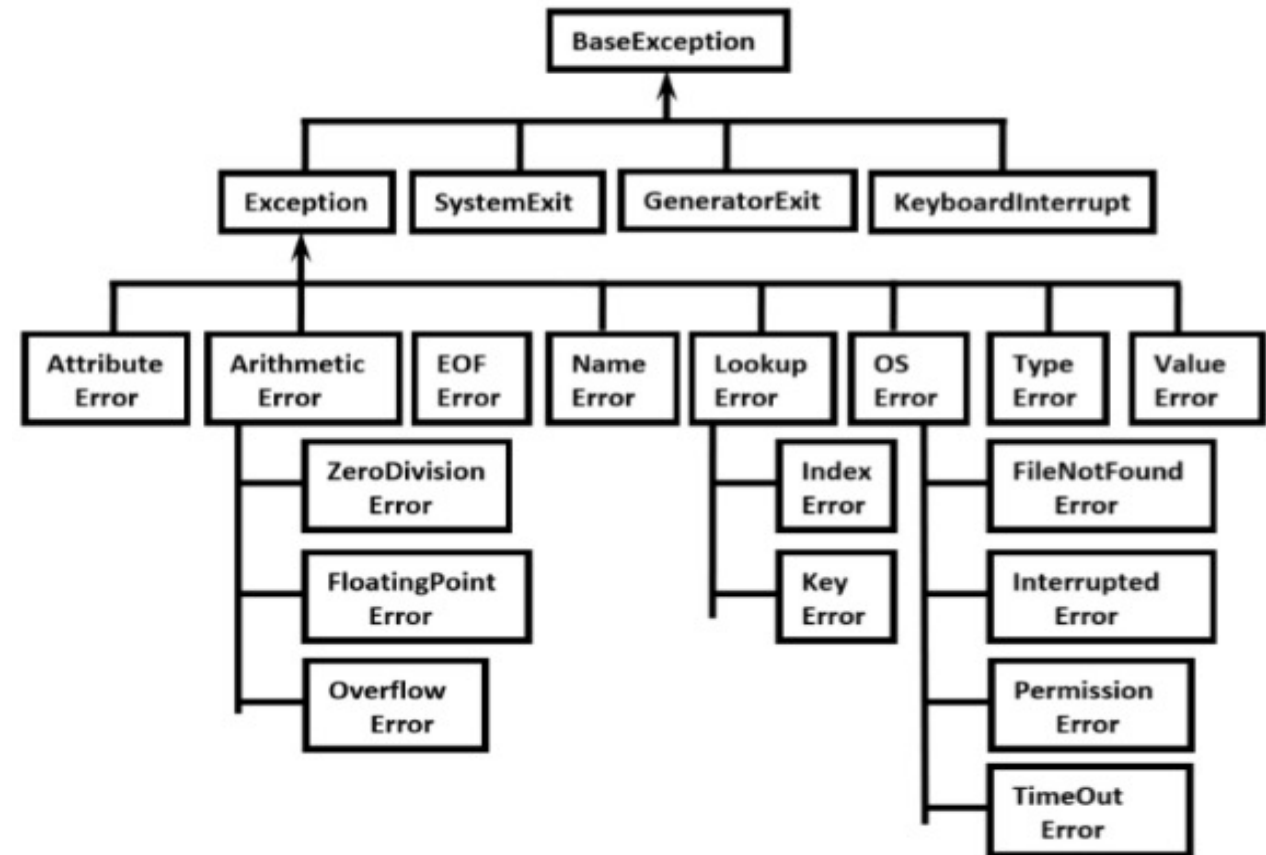 BaseException
Exception
SystemExit
GeneratorExit
KeyboardInterrupt
Attribute
Error
Arithmetic
Error
EOF
Error
Name
Error
Lookup
Error
OS
Error
Type
Error
Value
Error
ZeroDivision
Error
FloatingPoint
Error
Overflow
Error
Index
Error
Key
Error
FileNotFound
Error
Interrupted
Error
Permission
Error
TimeOut
Error